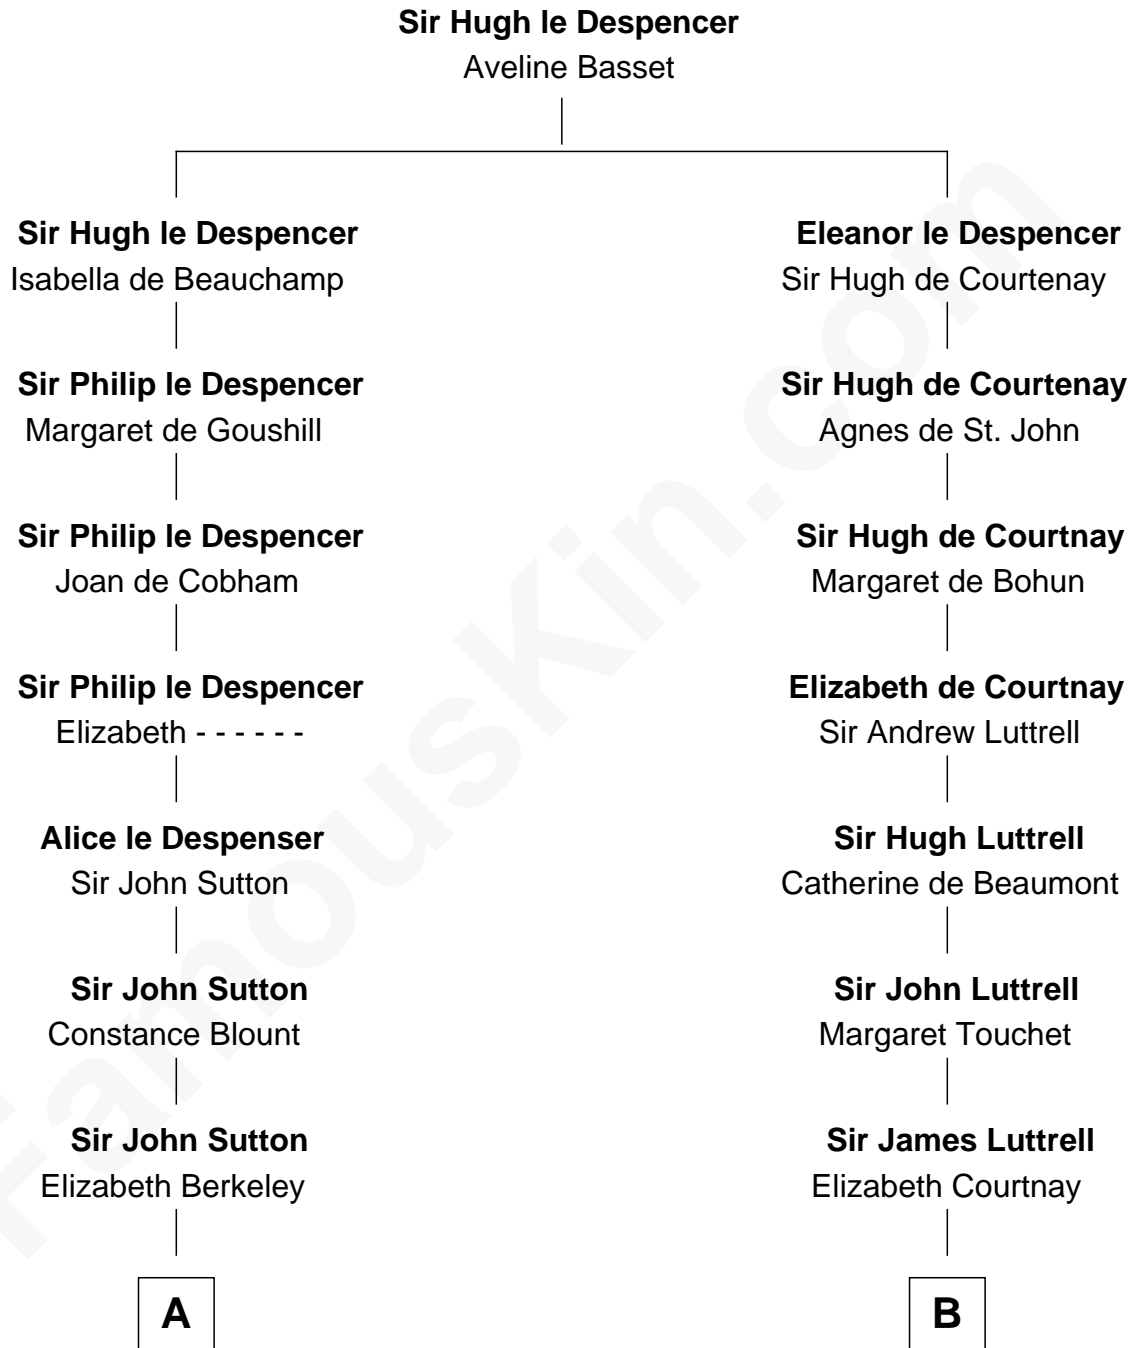 Sir Hugh le Despencer
Aveline Basset
Sir Hugh le Despencer
Isabella de Beauchamp
Eleanor le Despencer
Sir Hugh de Courtenay
Sir Philip le Despencer
Margaret de Goushill
Sir Hugh de Courtenay
Agnes de St. John
Sir Philip le Despencer
Joan de Cobham
Sir Hugh de Courtnay
Margaret de Bohun
Sir Philip le Despencer
Elizabeth - - - - - -
Elizabeth de Courtnay
Sir Andrew Luttrell
Alice le Despenser
Sir John Sutton
Sir Hugh Luttrell
Catherine de Beaumont
Sir John Sutton
Constance Blount
Sir John Luttrell
Margaret Touchet
Sir John Sutton
Elizabeth Berkeley
Sir James Luttrell
Elizabeth Courtnay
A
B
FamousKin.com